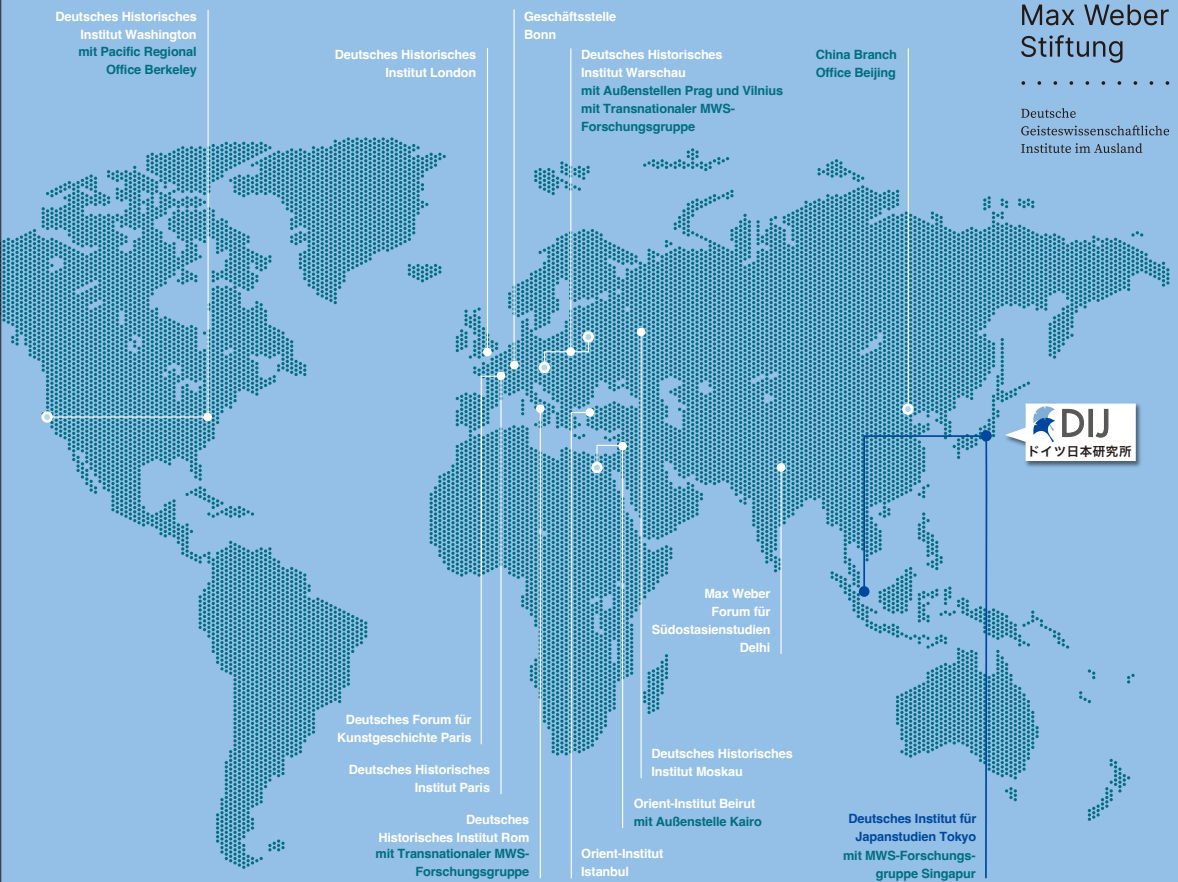 Deutsches Historisches
Institut Washington
mit Pacific Regional
Office Berkeley
Deutsches Historisches
Institut London
Geschäftsstelle
Bonn
Deutsches Historisches
Institut Warschau
mit Außenstellen Prag und Vilnius
mit Transnationaler MWS-
Forschungsgruppe
China Branch
Office Beijing
Max Weber
Stiftung
Deutsche
Geisteswissenschaftliche
Institute im Ausland
DIJ
ドイツ日本研究所
Max Weber
Forum für
Südostasienstudien
Delhi
Deutsches Forum für
Kunstgeschichte Paris
Deutsches Historisches
Institut Paris
Deutsches
Historisches Institut Rom
mit Transnationaler MWS-
Forschungsgruppe
Deutsches Historisches
Institut Moskau
Orient-Institut Beirut
mit Außenstelle Kairo
Orient-Institut
Istanbul
Deutsches Institut für
Japanstudien Tokyo
mit MWS-Forschungs-
gruppe Singapur